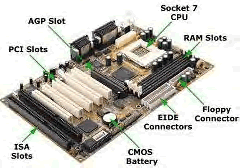 AGP Slot
Socket 7
CPU
PCI Slots
RAM Slots
ISA
Slots
CMOS
Battery
EIDE
Connectors
Floppy
Connector